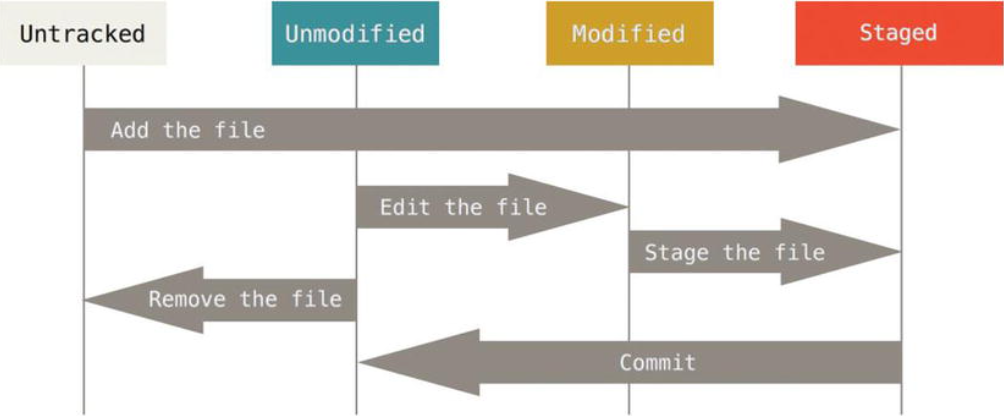 Untracked
Unmodified
Modified
Staged
Add the file
Edit the file
Stage the file
Remove the file
Commit